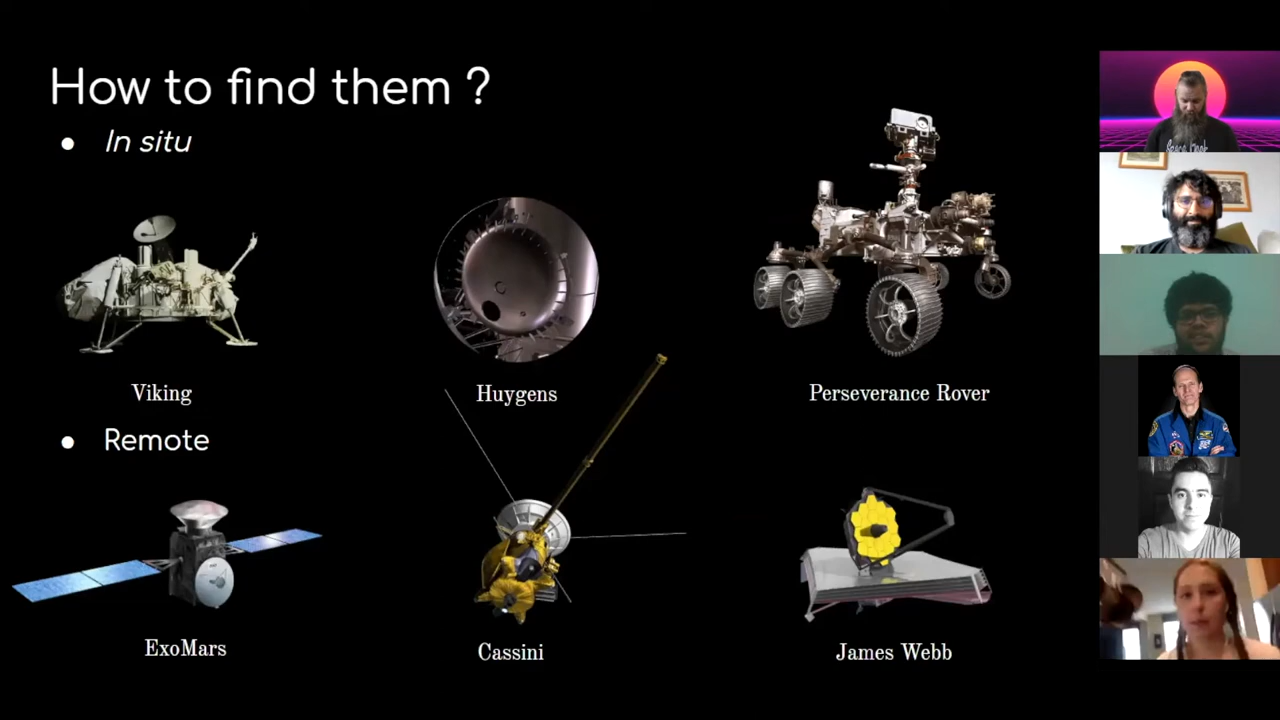 How to find them ?
• In situ
Viking
Huygens
Perseverance Rover
• Remote
ExoMars
Cassini
James Webb